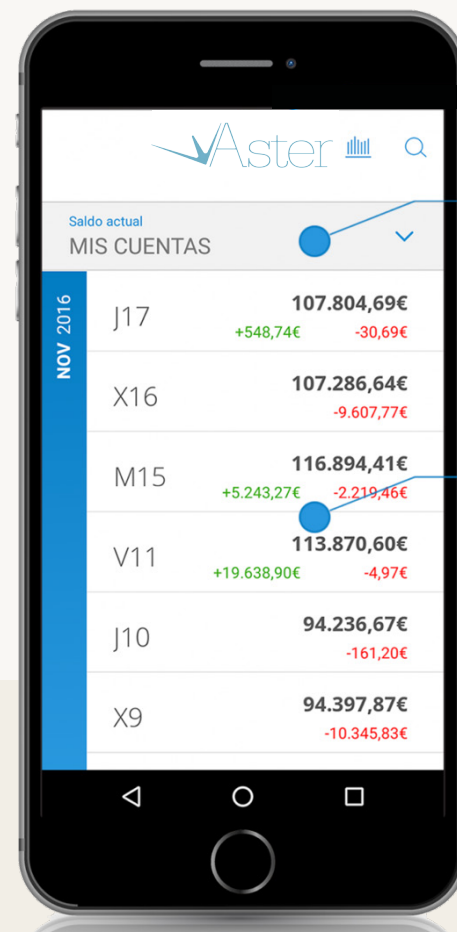 Aster
Saldo actual
MIS CUENTAS
NOV 2016
J17 107.804,69€
+548,74€ -30,69€
X16 107.286,64€
-9.607,77€
M15 116.894,41€
+5.243,27€ -2.219,46€
V11 113.870,60€
+19.638,90€ -4,97€
J10 94.236,67€
-161,20€
X9 94.397,87€
-10.345,83€